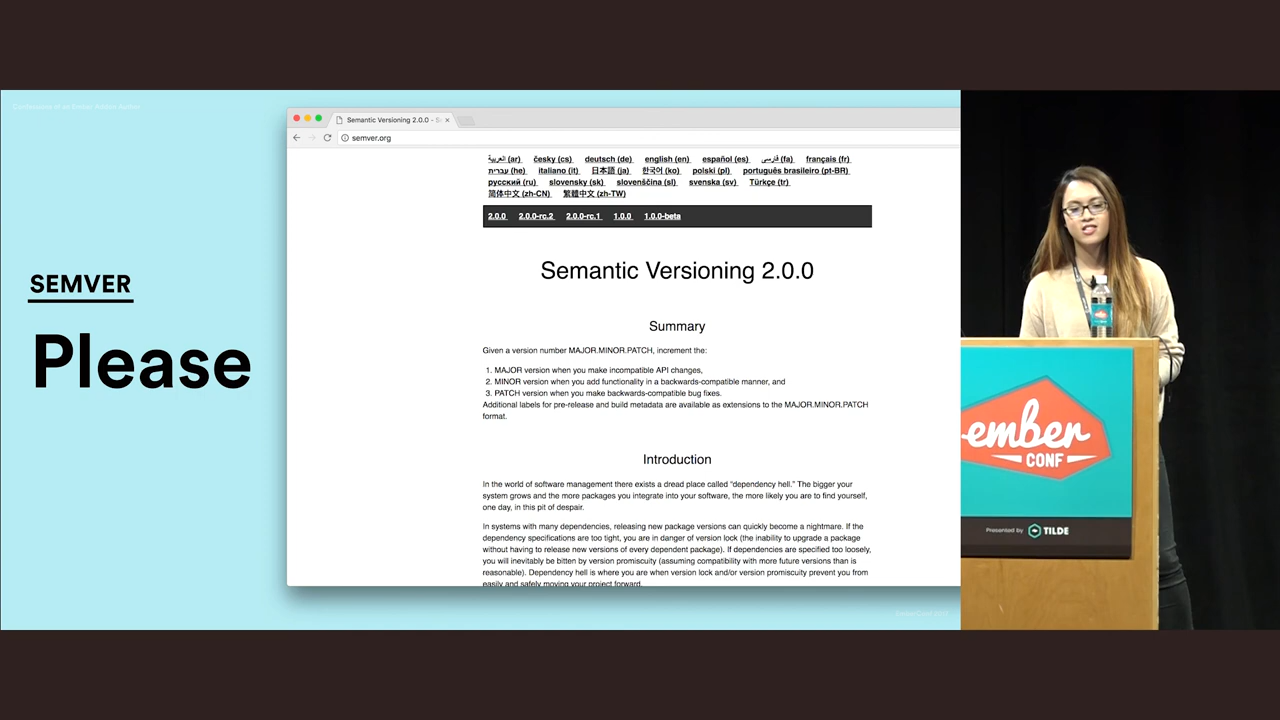 Confessions of an Ember Addon Author
SEMVER
Please
Semantic Versioning 2.0.0 - S
semver.org
العربية (ar) česky (cs) deutsch (de) english (en) español (es) فارسی (fa) français (fr)
עברית (he) italiano (it) 日本語 (ja) 한국어 (ko) polski (pl) português brasileiro (pt-BR)
русский (ru) slovensky (sk) slovenščina (sl) svenska (sv) Türkçe (tr)
简体中文 (zh-CN) 繁體中文 (zh-TW)
2.0.0 2.0.0-rc.2 2.0.0-rc.1 1.0.0 1.0.0-beta
Semantic Versioning 2.0.0
Summary
Given a version number MAJOR.MINOR.PATCH, increment the:
1. MAJOR version when you make incompatible API changes,
2. MINOR version when you add functionality in a backwards-compatible manner, and
3. PATCH version when you make backwards-compatible bug fixes.
Additional labels for pre-release and build metadata are available as extensions to the MAJOR.MINOR.PATCH
format.
Introduction
In the world of software management there exists a dread place called “dependency hell.” The bigger your
system grows and the more packages you integrate into your software, the more likely you are to find yourself,
one day, in this pit of despair.
In systems with many dependencies, releasing new package versions can quickly become a nightmare. If the
dependency specifications are too tight, you are in danger of version lock (the inability to upgrade a package
without having to release new versions of every dependent package). If dependencies are specified too loosely,
you will inevitably be bitten by version promiscuity (assuming compatibility with more future versions than is
reasonable). Dependency hell is where you are when version lock and/or version promiscuity prevent you from
easily and safely moving your project forward.
EmberConf 2017
ember
CONF
Presented by TILDE